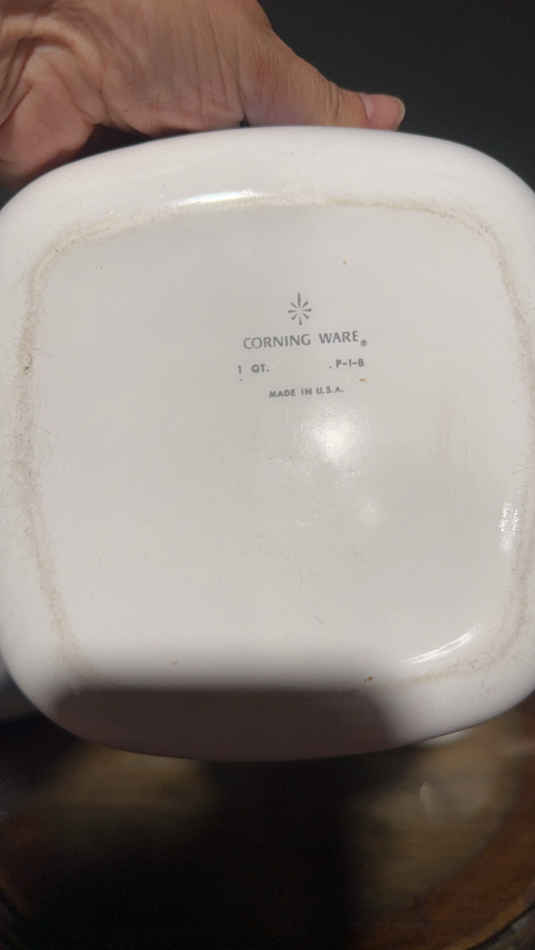 CORNING WARE®
1 QT. P-1-B
MADE IN U.S.A.